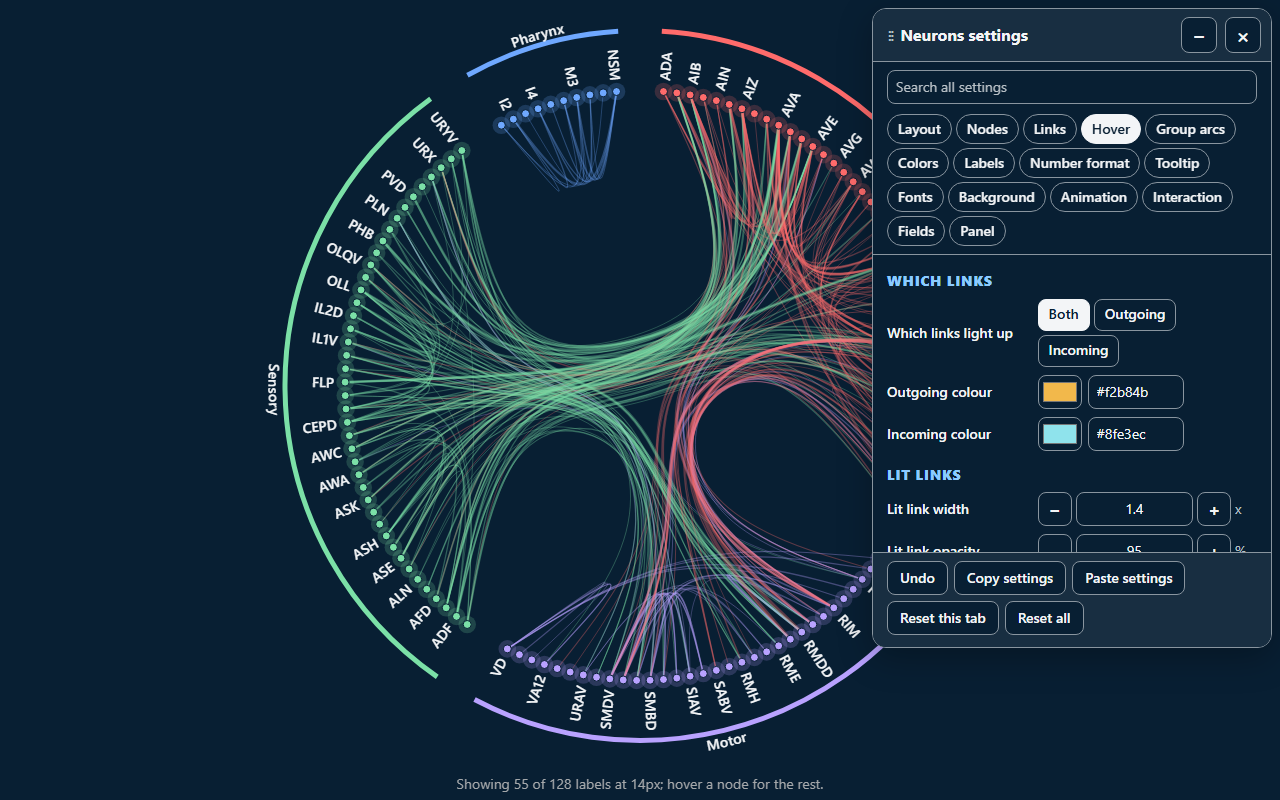 Pharynx
I2
I4
M3
NSM
ADA
AIB
AIN
AIZ
AVA
AVE
AVG
URYV
URX
PVD
PLN
PHB
OLQV
OLL
IL2D
IL1V
FLP
CEPD
AWC
AWA
ASK
ASH
ASE
ALN
AFD
ADF
Sensory
VD
VA12
URAV
SMDV
SMBD
SIAV
SABV
RMH
RME
RMDD
RIM
Motor
Showing 55 of 128 labels at 14px; hover a node for the rest.
Neurons settings
Search all settings
Layout Nodes Links Hover Group arcs
Colors Labels Number format Tooltip
Fonts Background Animation Interaction
Fields Panel
WHICH LINKS
Which links light up Both Outgoing
Incoming
Outgoing colour #f2b84b
Incoming colour #8fe3ec
LIT LINKS
Lit link width − 1.4 + x
Lit link opacity 95 %
Undo Copy settings Paste settings
Reset this tab Reset all